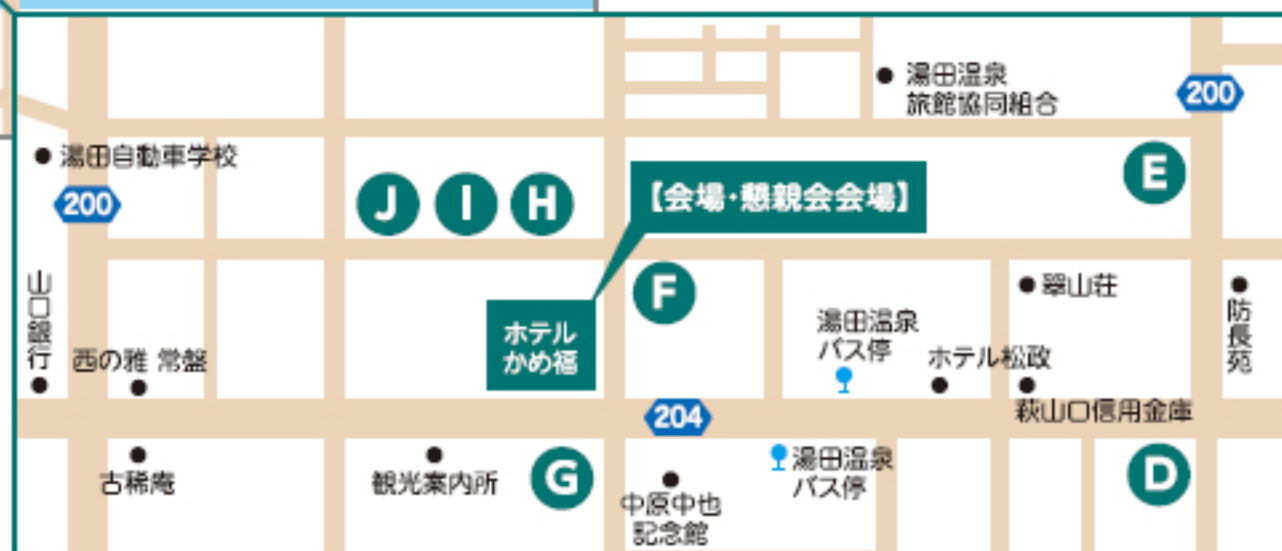 湯田温泉
旅館協同組合
200
湯田自動車学校
200
J I H
【会場・懇親会会場】
E
山口銀行
F
翠山荘
防長苑
ホテル
かめ福
湯田温泉
バス停
西の雅 常盤
ホテル松政
204
萩山口信用金庫
古稀庵
観光案内所
G
中原中也
記念館
湯田温泉
バス停
D